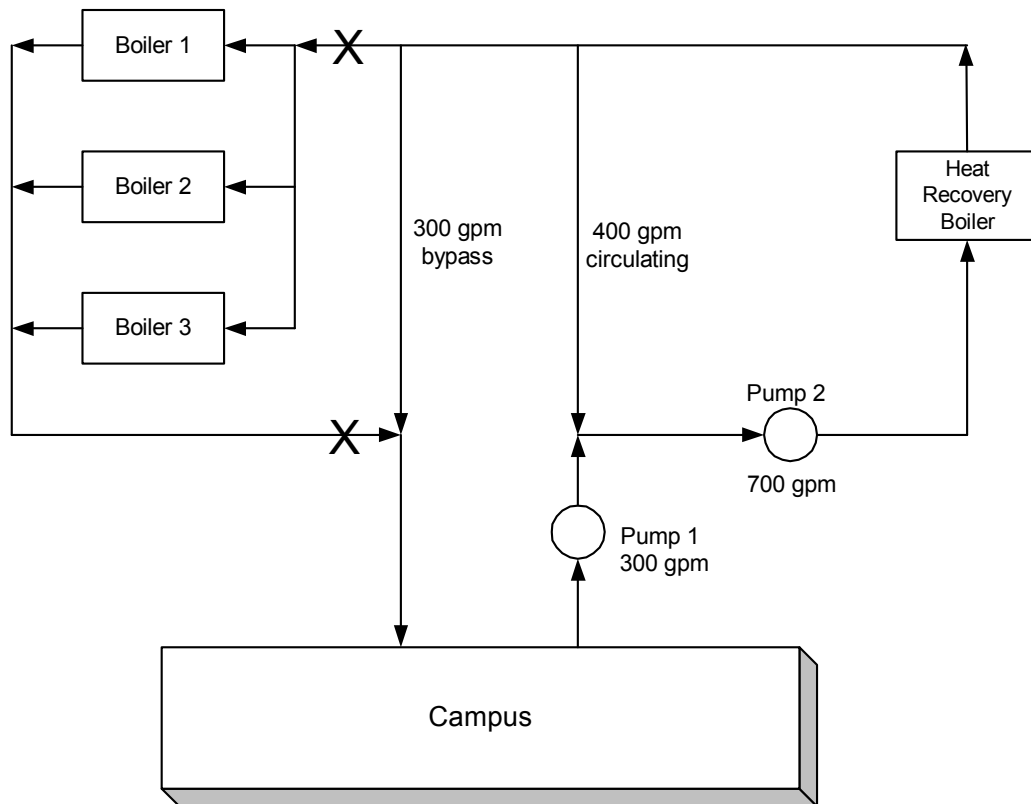 Boiler 1
Boiler 2
Boiler 3
X
X
300 gpm
bypass
400 gpm
circulating
Heat
Recovery
Boiler
Pump 2
700 gpm
Pump 1
300 gpm
Campus